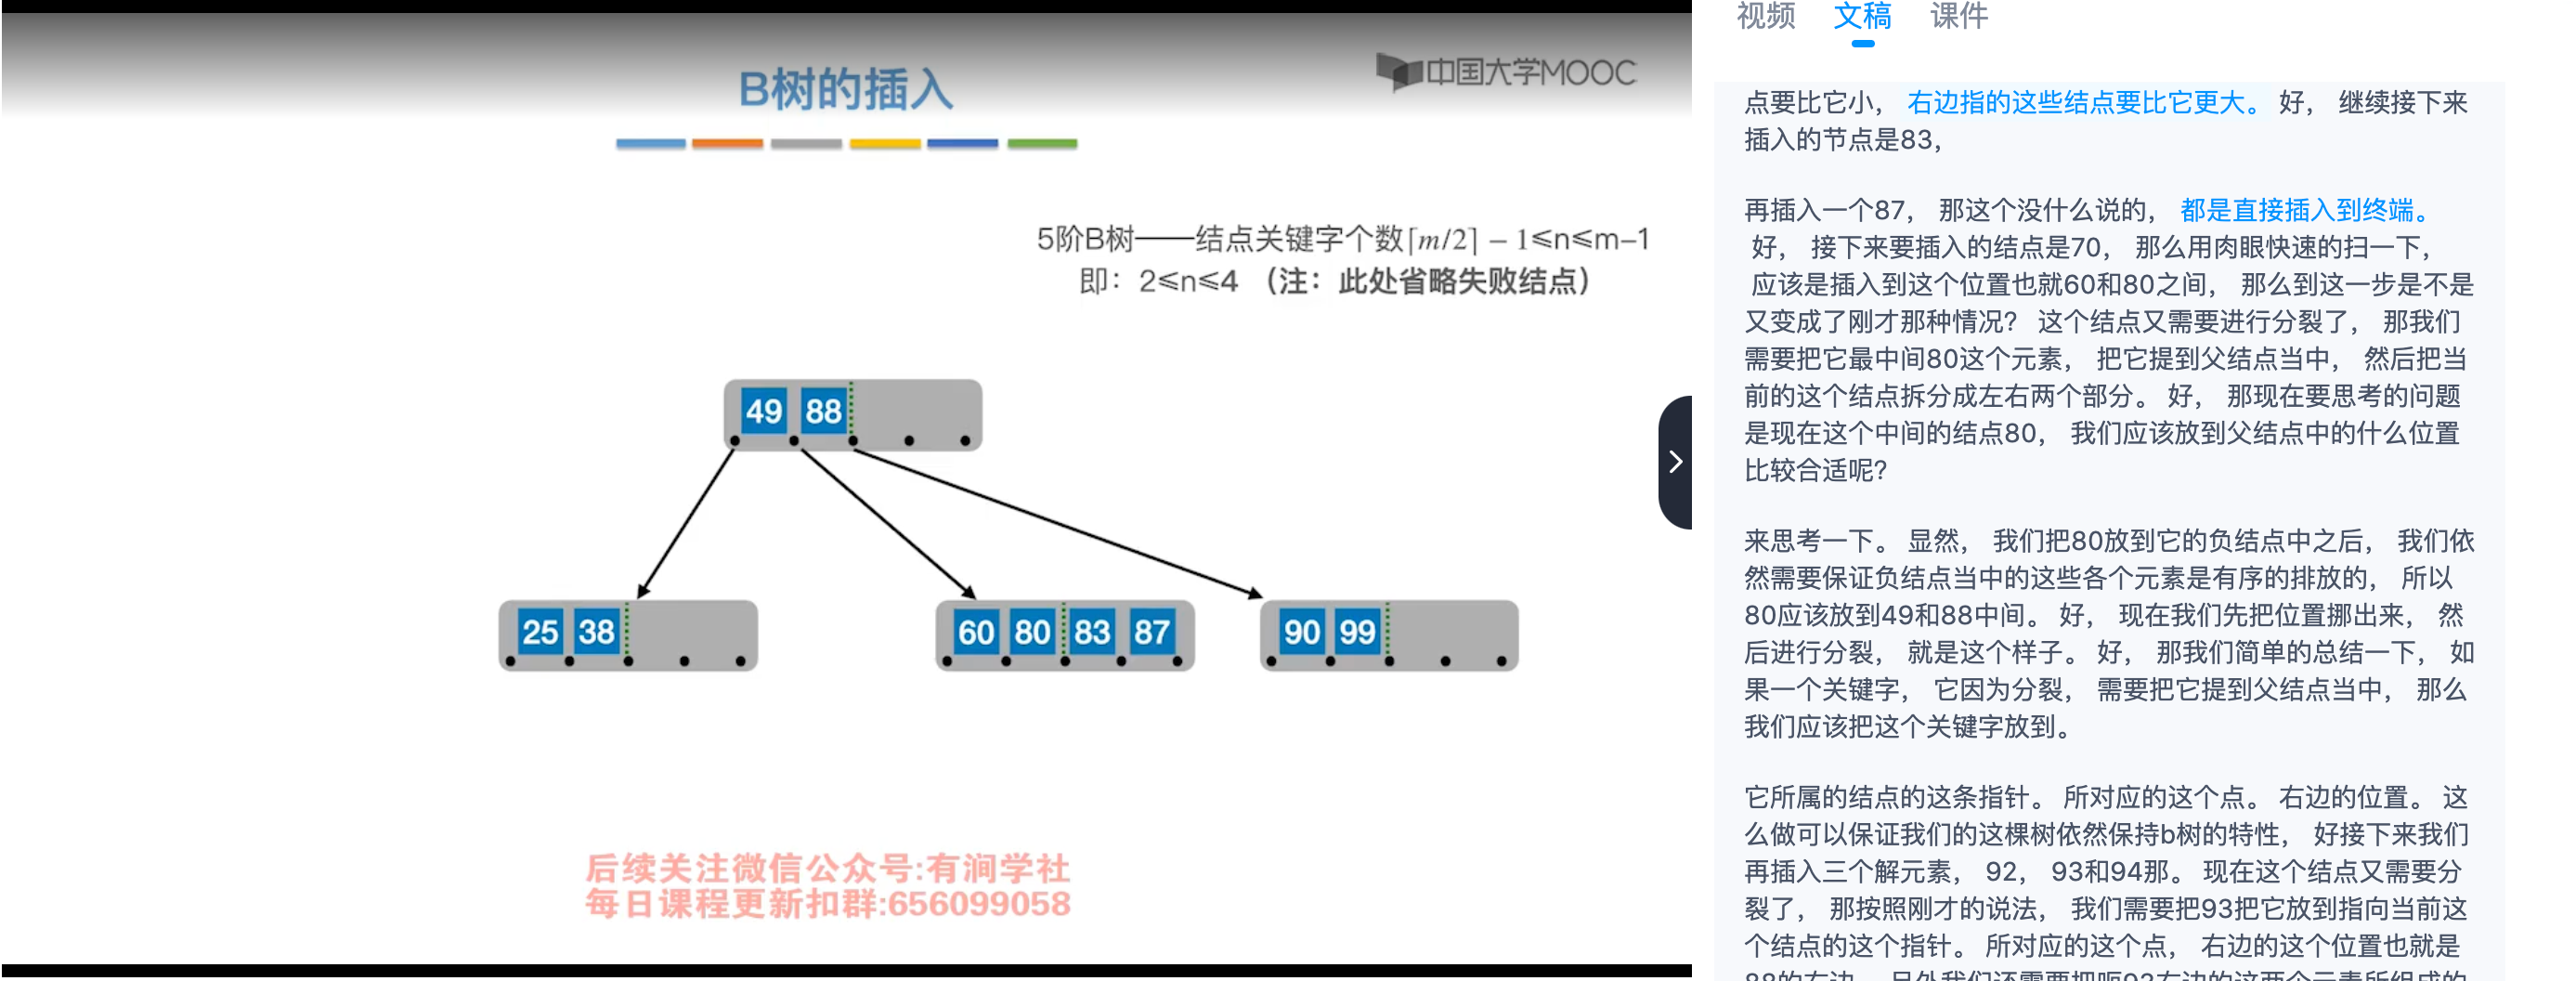 B树的插入
中国大学MOOC
5阶B树——结点关键字个数⌈m/2⌉ − 1≤n≤m−1
即：2≤n≤4 （注：此处省略失败结点）
49 88
25 38
60 80 83 87
90 99
后续关注微信公众号:有涧学社
每日课程更新扣群:656099058
视频 文稿 课件
点要比它小， 右边指的这些结点要比它更大。 好， 继续接下来
插入的节点是83，
再插入一个87， 那这个没什么说的， 都是直接插入到终端。
好， 接下来要插入的结点是70， 那么用肉眼快速的扫一下，
应该是插入到这个位置也就60和80之间， 那么到这一步是不是
又变成了刚才那种情况？ 这个结点又需要进行分裂了， 那我们
需要把它最中间80这个元素， 把它提到父结点当中， 然后把当
前的这个结点拆分成左右两个部分。 好， 那现在要思考的问题
是现在这个中间的结点80， 我们应该放到父结点中的什么位置
比较合适呢？
来思考一下。 显然， 我们把80放到它的负结点中之后， 我们依
然需要保证负结点当中的这些各个元素是有序的排放的， 所以
80应该放到49和88中间。 好， 现在我们先把位置挪出来， 然
后进行分裂， 就是这个样子。 好， 那我们简单的总结一下， 如
果一个关键字， 它因为分裂， 需要把它提到父结点当中， 那么
我们应该把这个关键字放到。
它所属的结点的这条指针。 所对应的这个点。 右边的位置。 这
么做可以保证我们的这棵树依然保持b树的特性， 好接下来我们
再插入三个解元素， 92， 93和94那。 现在这个结点又需要分
裂了， 那按照刚才的说法， 我们需要把93把它放到指向当前这
个结点的这个指针。 所对应的这个点， 右边的这个位置也就是